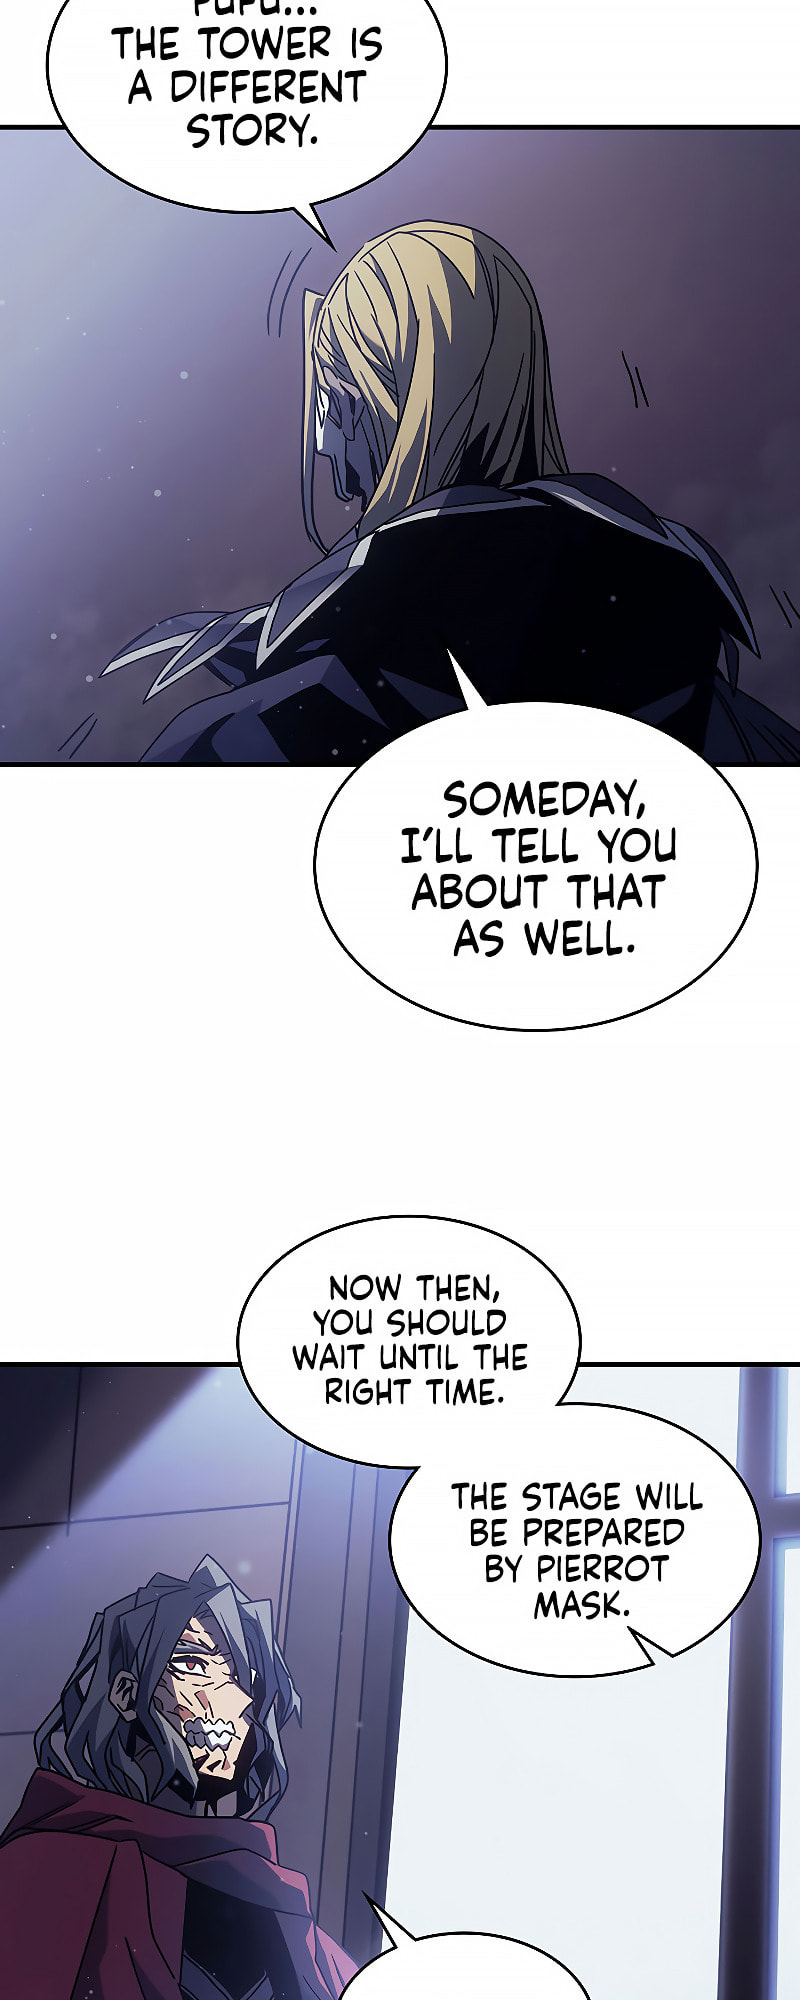 FUFU...
THE TOWER IS
A DIFFERENT
STORY.
SOMEDAY,
I'LL TELL YOU
ABOUT THAT
AS WELL.
NOW THEN,
YOU SHOULD
WAIT UNTIL THE
RIGHT TIME.
THE STAGE WILL
BE PREPARED
BY PIERROT
MASK.